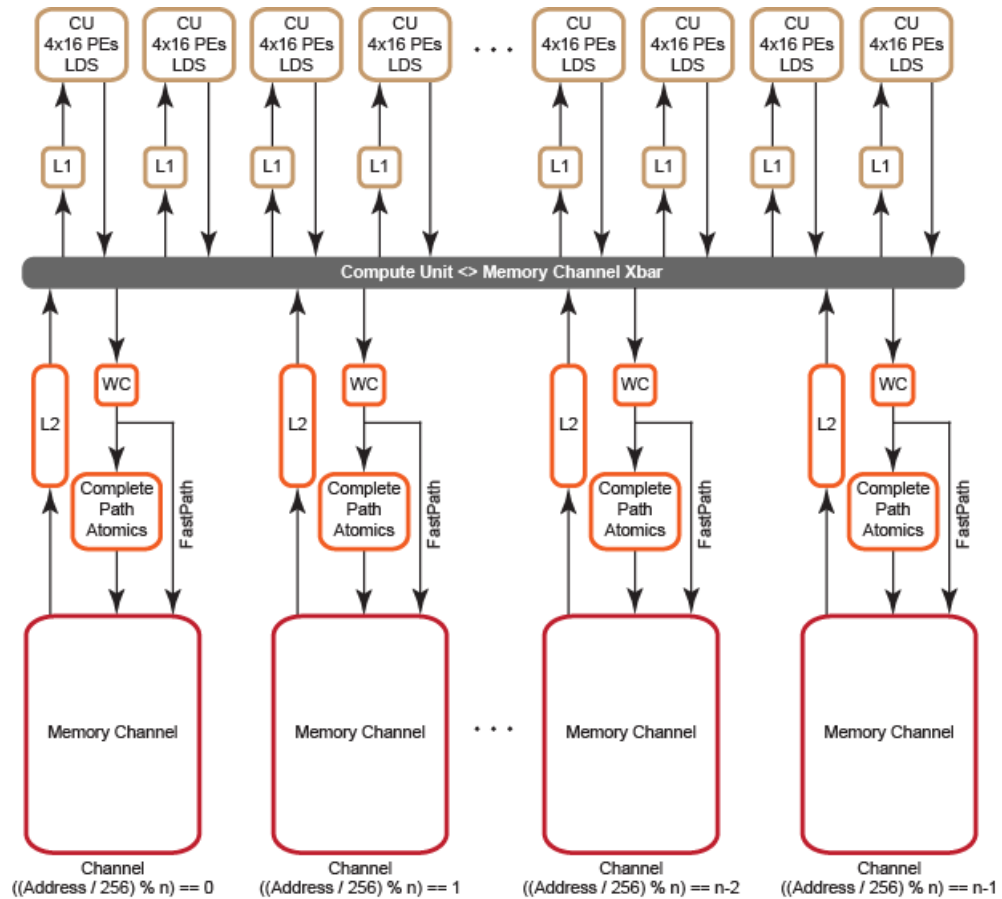 CU
4x16 PEs
LDS
CU
4x16 PEs
LDS
CU
4x16 PEs
LDS
CU
4x16 PEs
LDS
. . .
CU
4x16 PEs
LDS
CU
4x16 PEs
LDS
CU
4x16 PEs
LDS
CU
4x16 PEs
LDS
L1
L1
L1
L1
L1
L1
L1
L1
Compute Unit <> Memory Channel Xbar
L2
WC
Complete
Path
Atomics
FastPath
L2
WC
Complete
Path
Atomics
FastPath
L2
WC
Complete
Path
Atomics
FastPath
L2
WC
Complete
Path
Atomics
FastPath
Memory Channel
Memory Channel
. . .
Memory Channel
Memory Channel
Channel
((Address / 256) % n) == 0
Channel
((Address / 256) % n) == 1
Channel
((Address / 256) % n) == n-2
Channel
((Address / 256) % n) == n-1